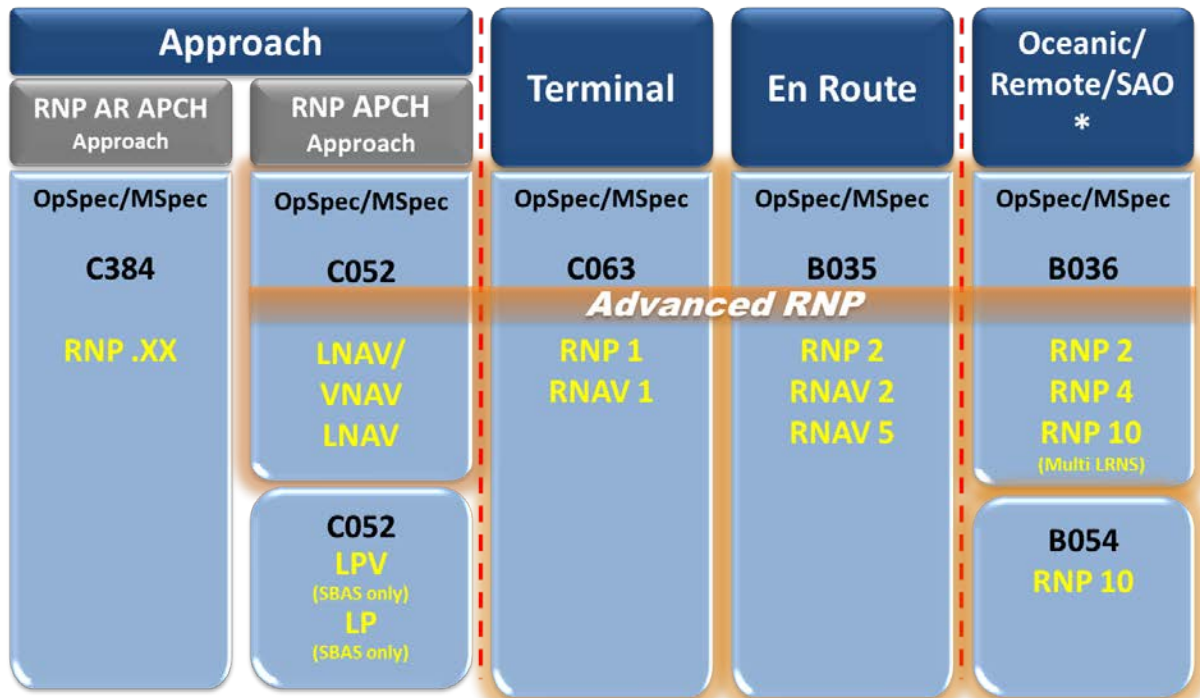 Approach
RNP AR APCH
Approach
RNP APCH
Approach
Terminal
En Route
Oceanic/
Remote/SAO
*
OpSpec/MSpec
C384
RNP .XX
OpSpec/MSpec
C052
LNAV/
VNAV
LNAV
C052
LPV
(SBAS only)
LP
(SBAS only)
OpSpec/MSpec
C063
RNP 1
RNAV 1
OpSpec/MSpec
B035
RNP 2
RNAV 2
RNAV 5
OpSpec/MSpec
B036
RNP 2
RNP 4
RNP 10
(Multi LRNS)
B054
RNP 10
Advanced RNP